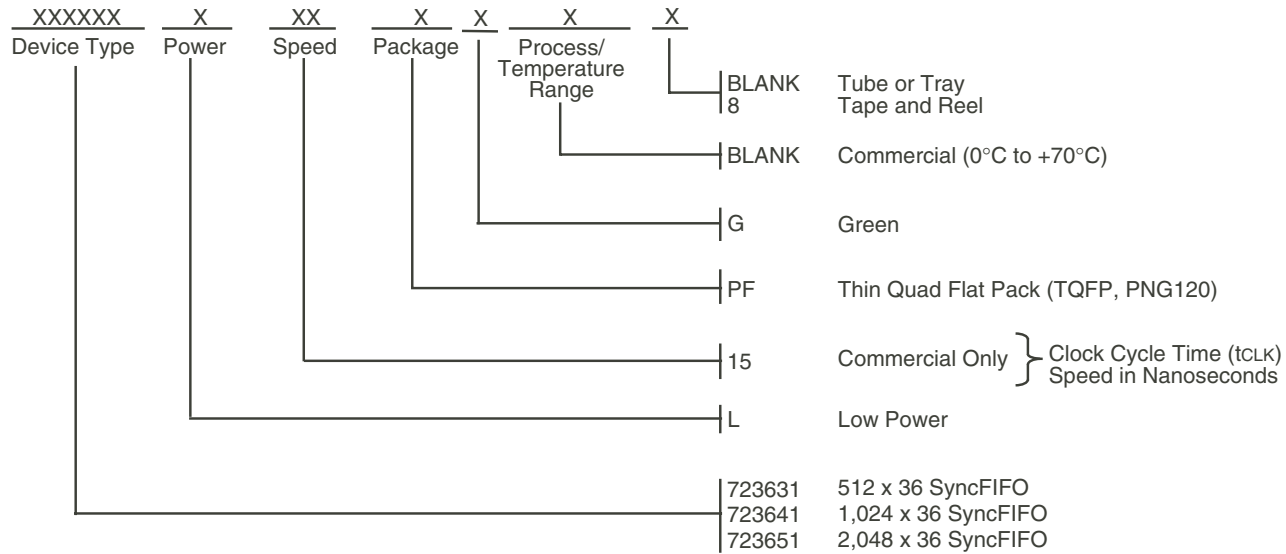 XXXXXX X XX X X X X
Device Type Power Speed Package Process/
Temperature
Range
BLANK Tube or Tray
8 Tape and Reel
BLANK Commercial (0°C to +70°C)
G Green
PF Thin Quad Flat Pack (TQFP, PNG120)
15 Commercial Only Clock Cycle Time (tCLK)
Speed in Nanoseconds
L Low Power
723631 512 x 36 SyncFIFO
723641 1,024 x 36 SyncFIFO
723651 2,048 x 36 SyncFIFO